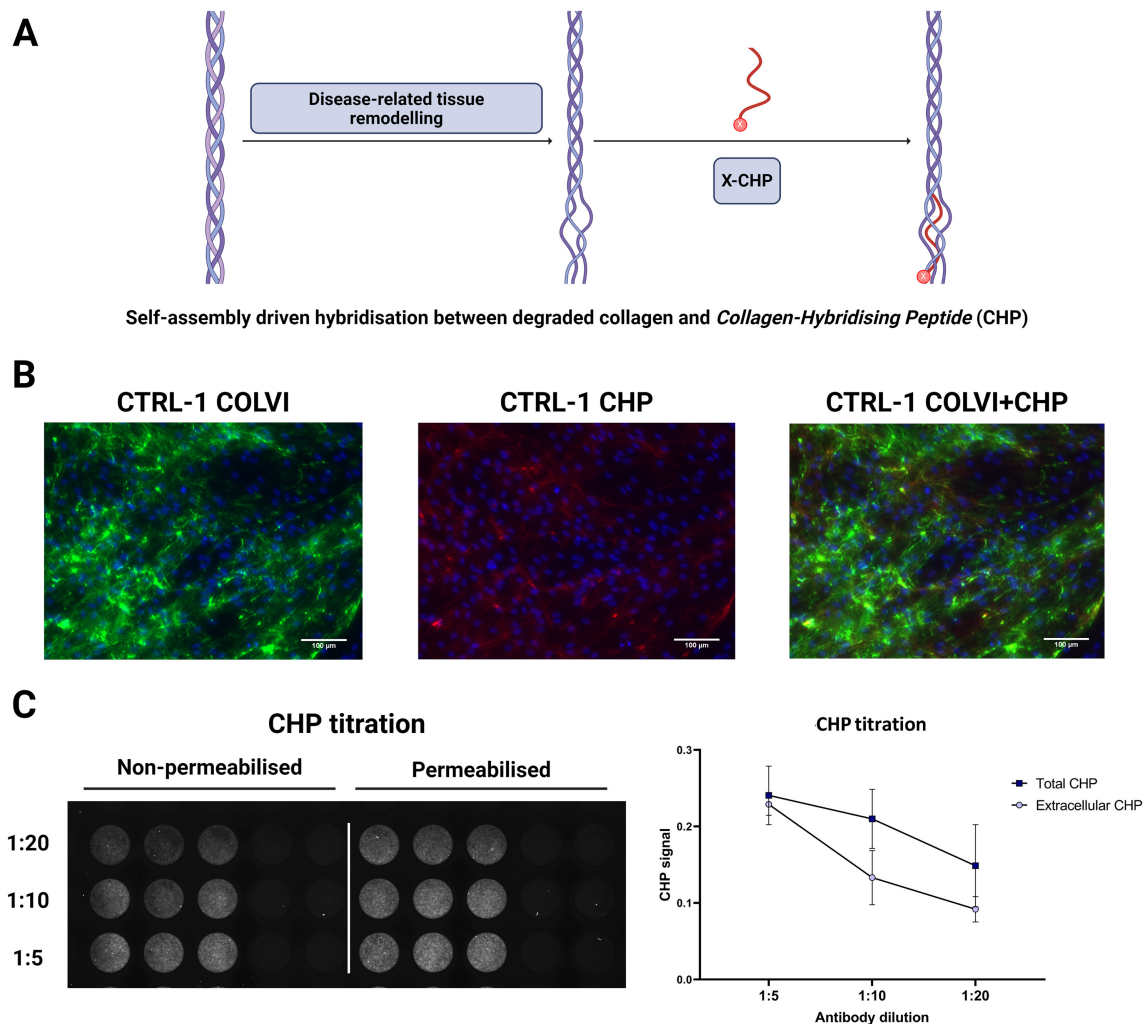 A
Disease-related tissue
remodelling
X
X-CHP
X
Self-assembly driven hybridisation between degraded collagen and Collagen-Hybridising Peptide (CHP)
B
CTRL-1 COLVI
CTRL-1 CHP
CTRL-1 COLVI+CHP
100 µm
100 µm
100 µm
C
CHP titration
Non-permeabilised
Permeabilised
1:20
1:10
1:5
CHP titration
0.3
0.2
0.1
0.0
CHP signal
1:5
1:10
1:20
Antibody dilution
Total CHP
Extracellular CHP